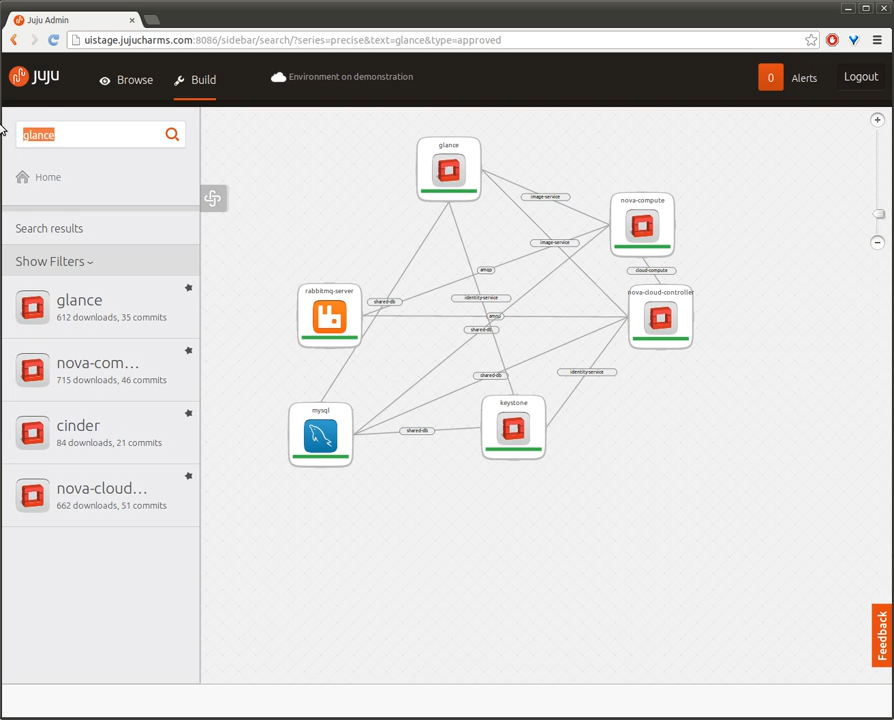 Juju Admin
uistage.jujucharms.com:8086/sidebar/search/?series=precise&text=glance&type=approved
juju
Browse
Build
Environment on demonstration
0
Alerts
Logout
glance
Home
Search results
Show Filters
glance
612 downloads, 35 commits
nova-com...
715 downloads, 46 commits
cinder
84 downloads, 21 commits
nova-cloud...
662 downloads, 51 commits
glance
image-service
nova-compute
image-service
amqp
cloud-compute
rabbitmq-server
shared-db
identity-service
nova-cloud-controller
amqp
shared-db
identity-service
shared-db
mysql
keystone
shared-db
Feedback